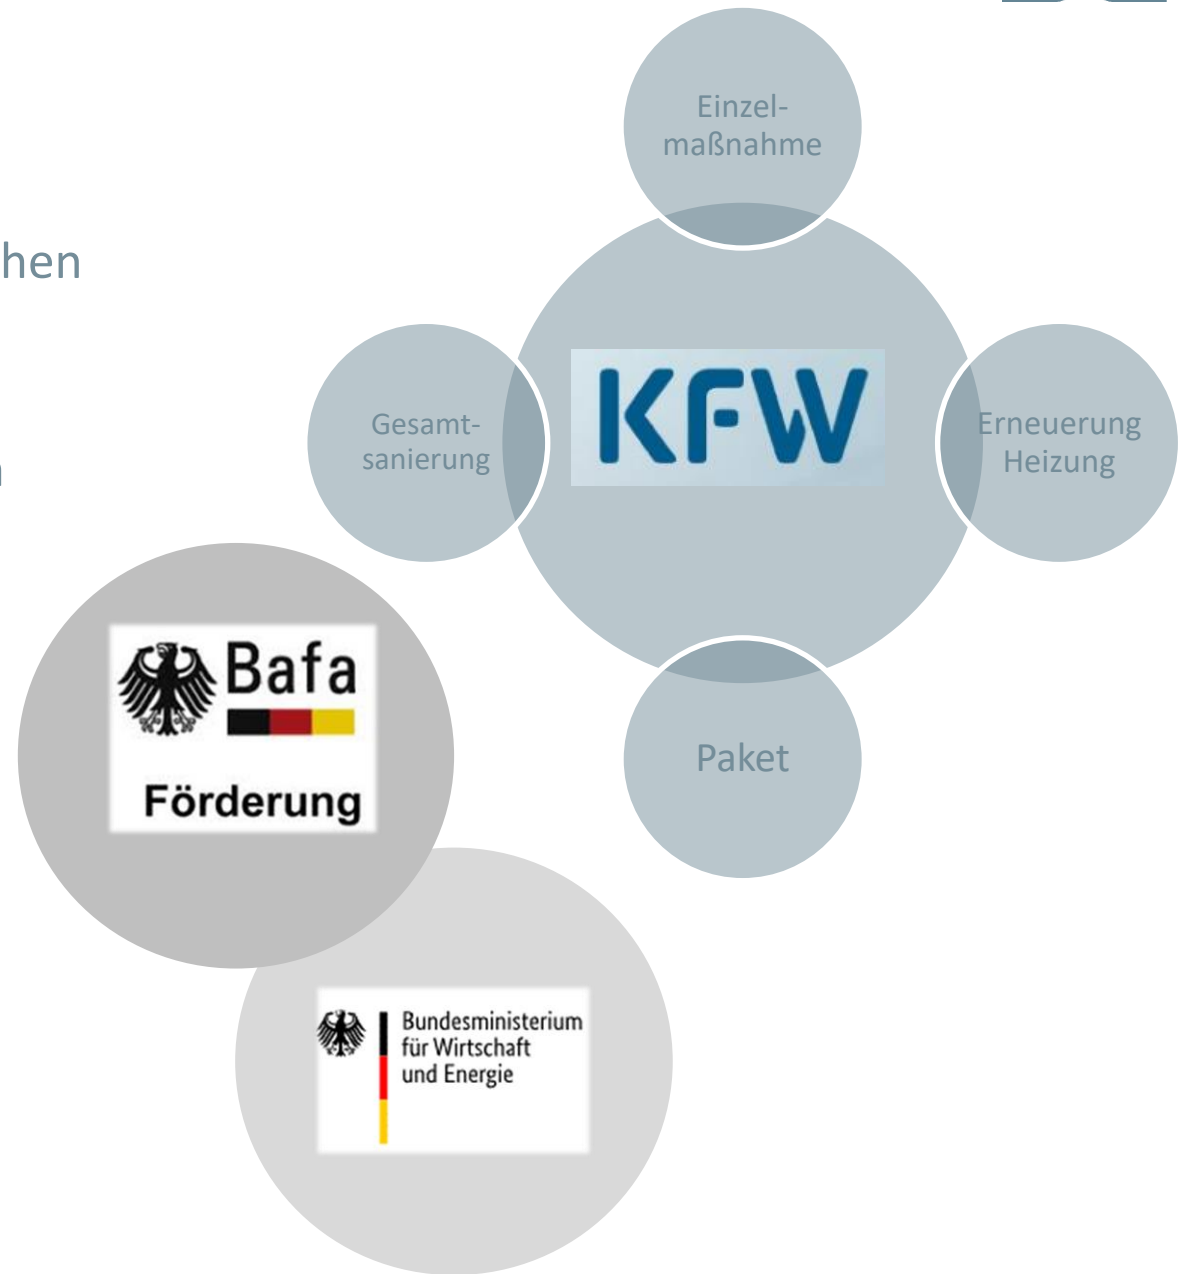 Einzel-
maßnahme
hen
KFW
Gesamt-
sanierung
Erneuerung
Heizung
Bafa
Förderung
Paket
Bundesministerium
für Wirtschaft
und Energie